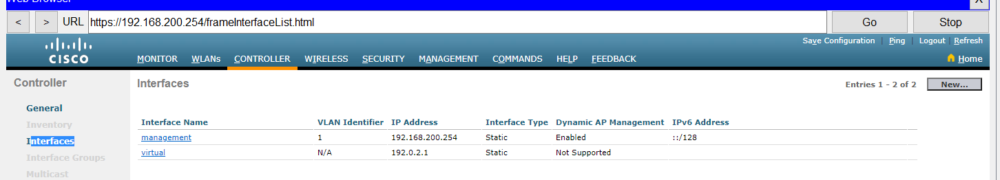 Web Browser X
< > URL https://192.168.200.254/frameInterfaceList.html Go Stop
Save Configuration | Ping | Logout | Refresh
CISCO MONITOR WLANs CONTROLLER WIRELESS SECURITY MANAGEMENT COMMANDS HELP FEEDBACK Home
Controller
General
Inventory
Interfaces
Interface Groups
Multicast
Interfaces Entries 1 - 2 of 2 New...
Interface Name VLAN Identifier IP Address Interface Type Dynamic AP Management IPv6 Address
management 1 192.168.200.254 Static Enabled ::/128
virtual N/A 192.0.2.1 Static Not Supported